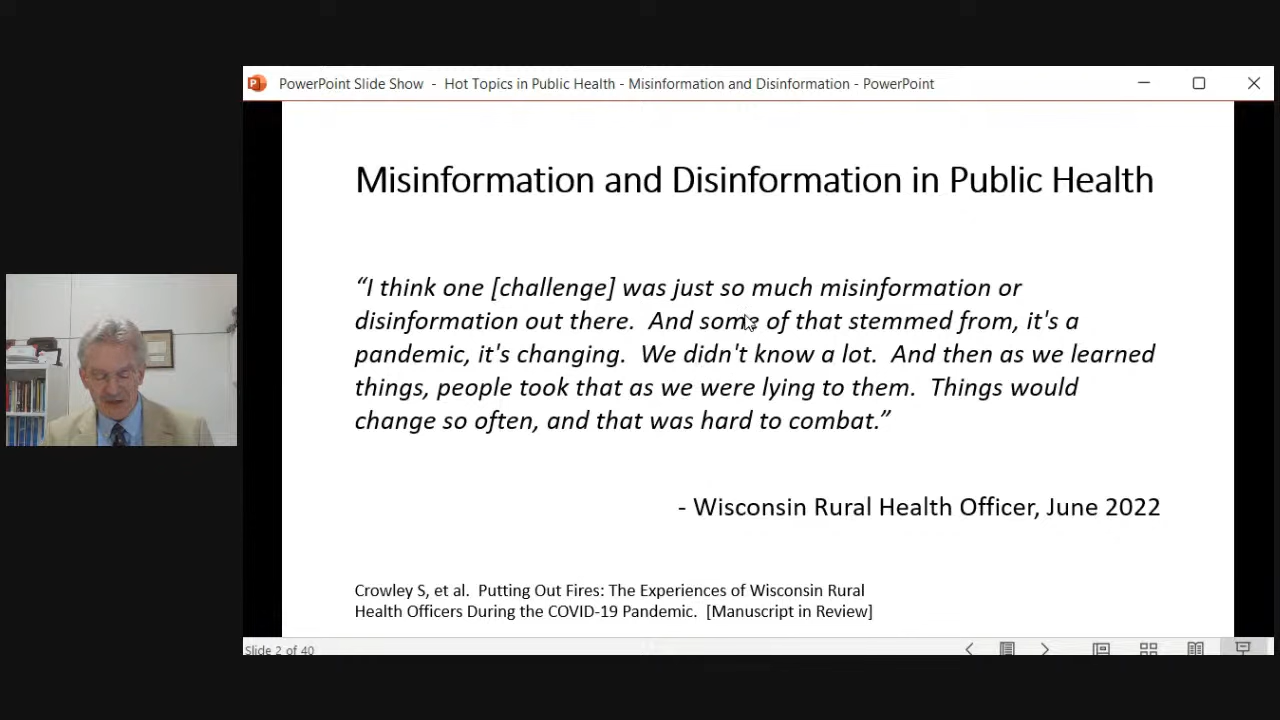 PowerPoint Slide Show - Hot Topics in Public Health - Misinformation and Disinformation - PowerPoint
Misinformation and Disinformation in Public Health
“I think one [challenge] was just so much misinformation or
disinformation out there. And some of that stemmed from, it's a
pandemic, it's changing. We didn't know a lot. And then as we learned
things, people took that as we were lying to them. Things would
change so often, and that was hard to combat.”
- Wisconsin Rural Health Officer, June 2022
Crowley S, et al. Putting Out Fires: The Experiences of Wisconsin Rural
Health Officers During the COVID-19 Pandemic. [Manuscript in Review]
Slide 2 of 40